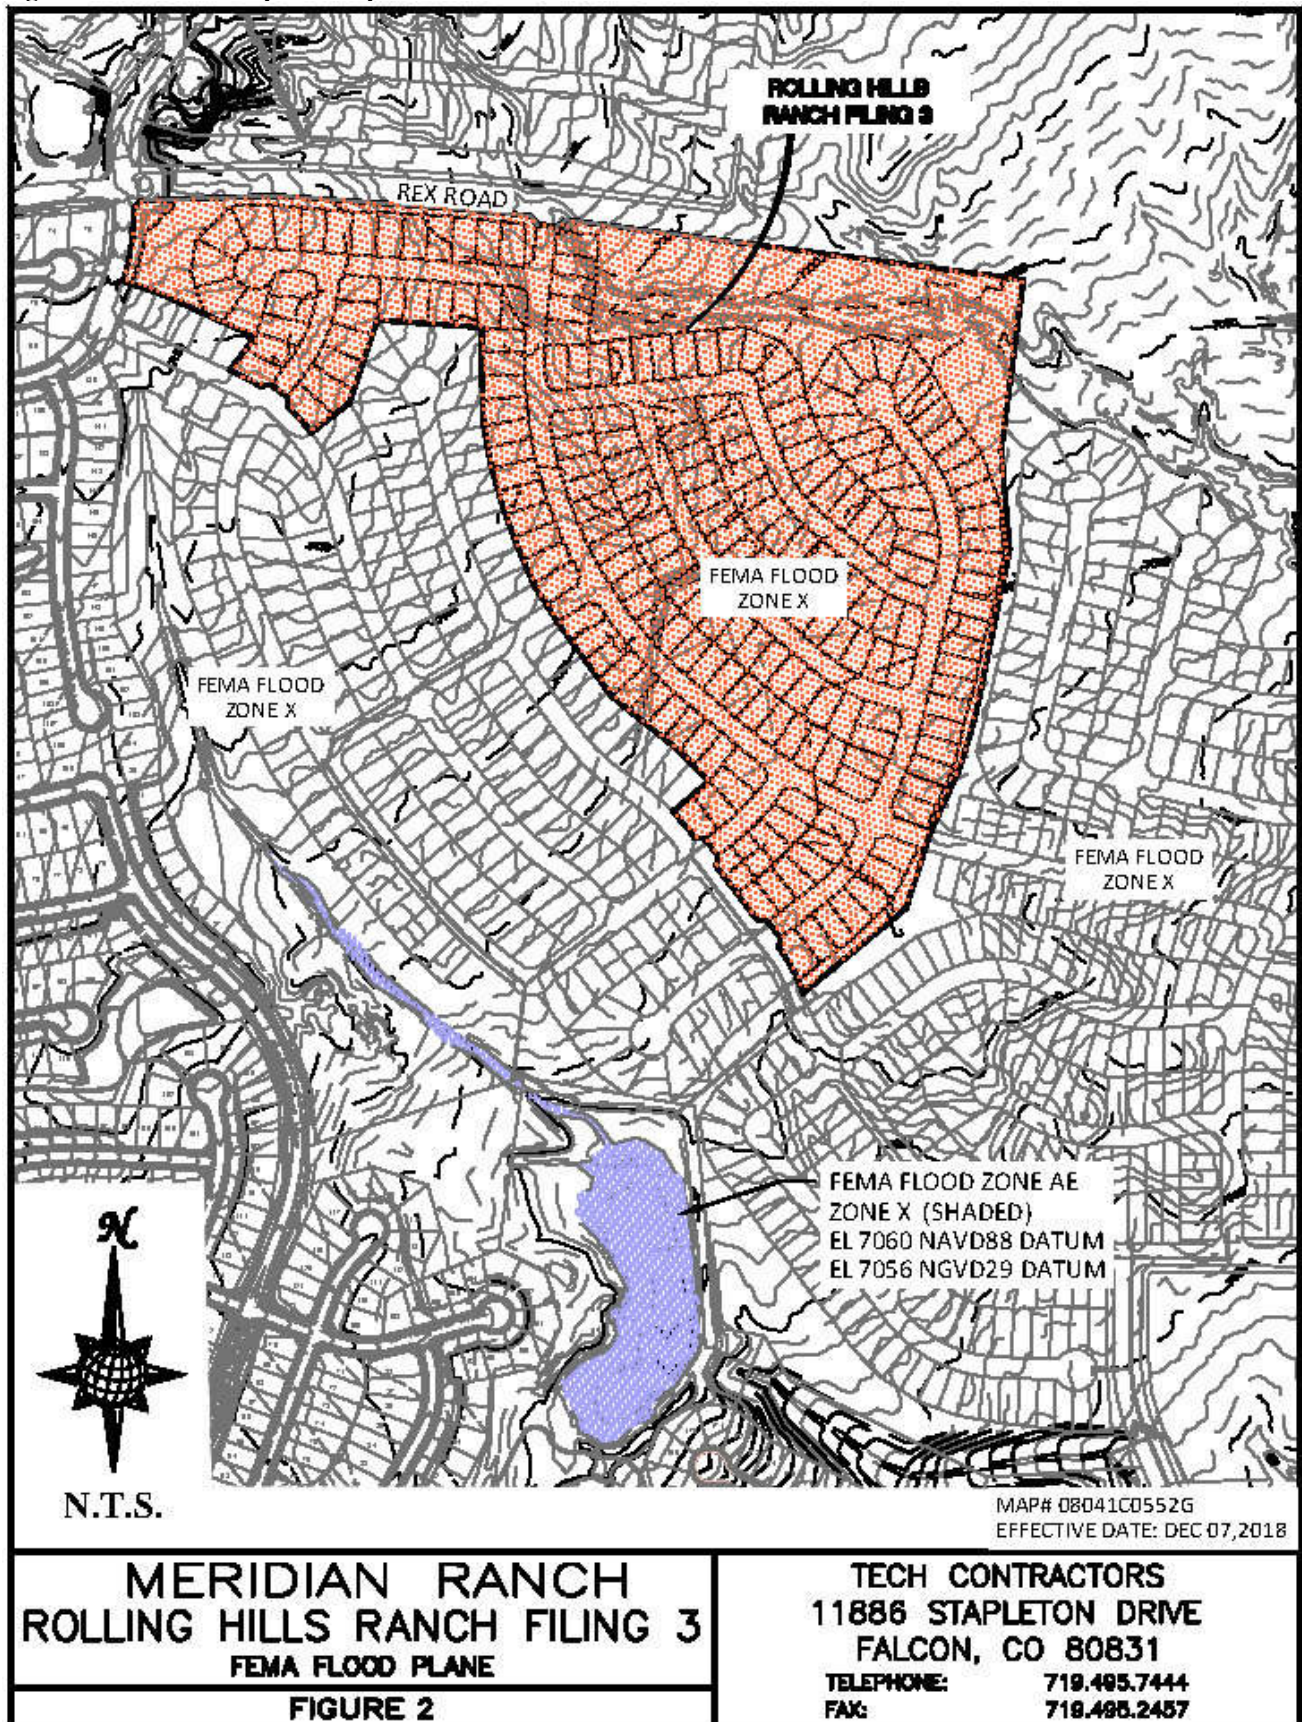 ROLLING HILLS
RANCH FILING 3
REX ROAD
FEMA FLOOD
ZONE X
FEMA FLOOD
ZONE X
FEMA FLOOD
ZONE X
FEMA FLOOD ZONE AE
ZONE X (SHADED)
EL 7060 NAVD88 DATUM
EL 7056 NGVD29 DATUM
N
N.T.S.
MAP# 08041C0552G
EFFECTIVE DATE: DEC 07,2018
MERIDIAN RANCH
ROLLING HILLS RANCH FILING 3
FEMA FLOOD PLANE
FIGURE 2
TECH CONTRACTORS
11886 STAPLETON DRIVE
FALCON, CO 80831
TELEPHONE: 719.495.7444
FAX: 719.495.2457